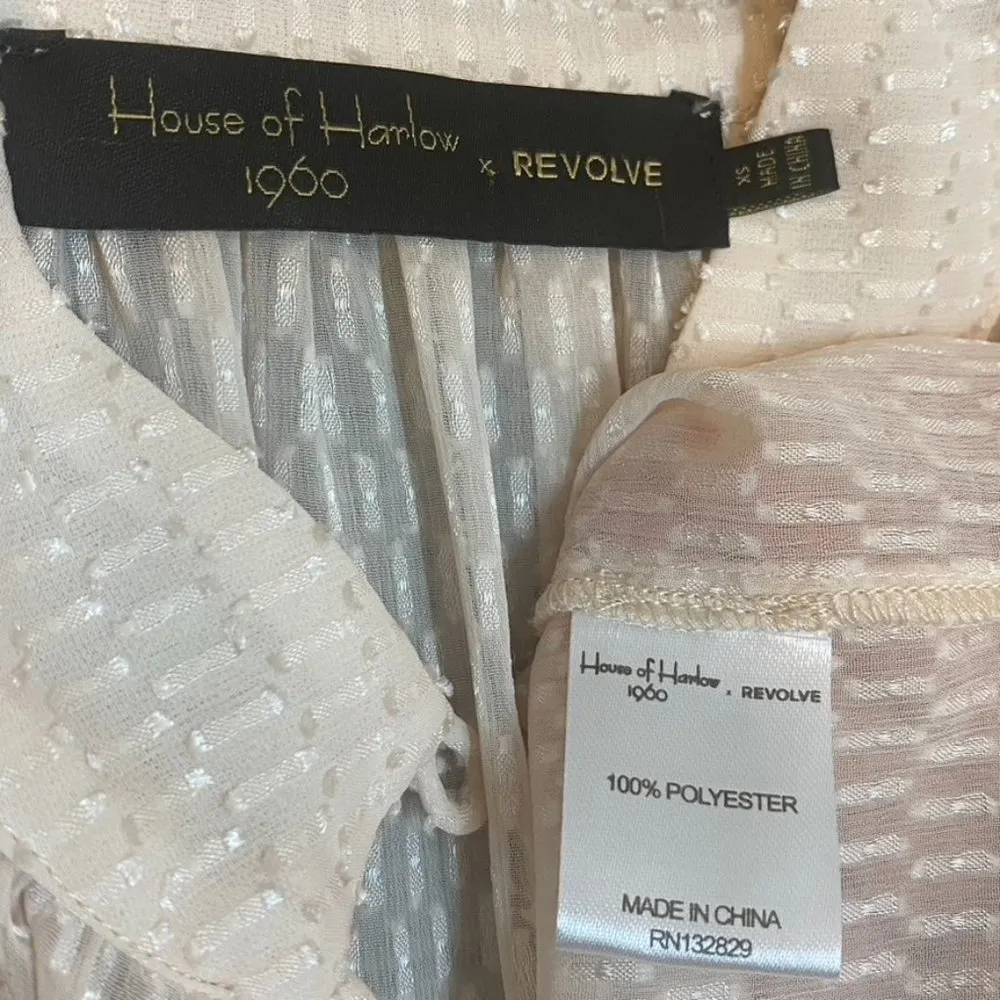 House of Harlow
1960
x REVOLVE
XS
MADE
IN CHINA
House of Harlow
1960 x REVOLVE
100% POLYESTER
MADE IN CHINA
RN132829